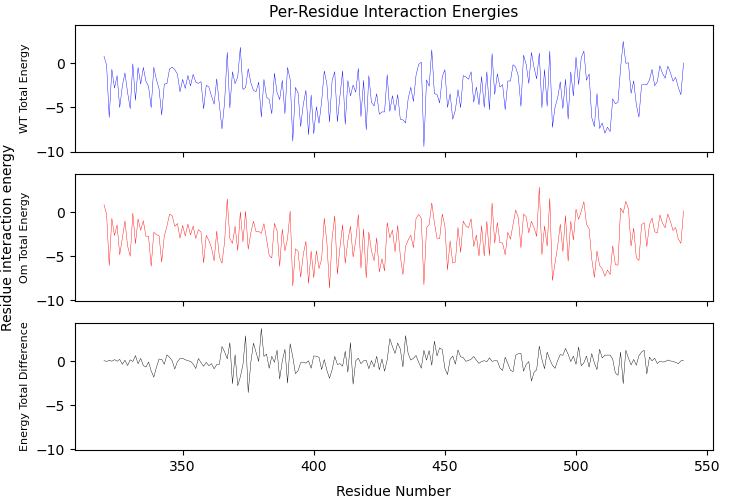 Per-Residue Interaction Energies
Residue interaction energy
WT Total Energy
0
−5
−10
Om Total Energy
0
−5
−10
Energy Total Difference
0
−5
−10
350 400 450 500 550
Residue Number